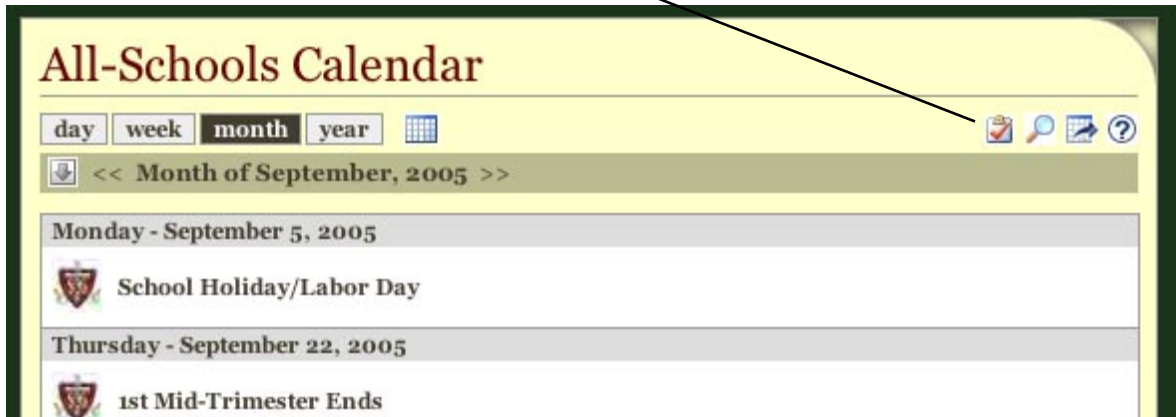 All-Schools Calendar
day week month year
<< Month of September, 2005 >>
Monday - September 5, 2005
School Holiday/Labor Day
Thursday - September 22, 2005
1st Mid-Trimester Ends